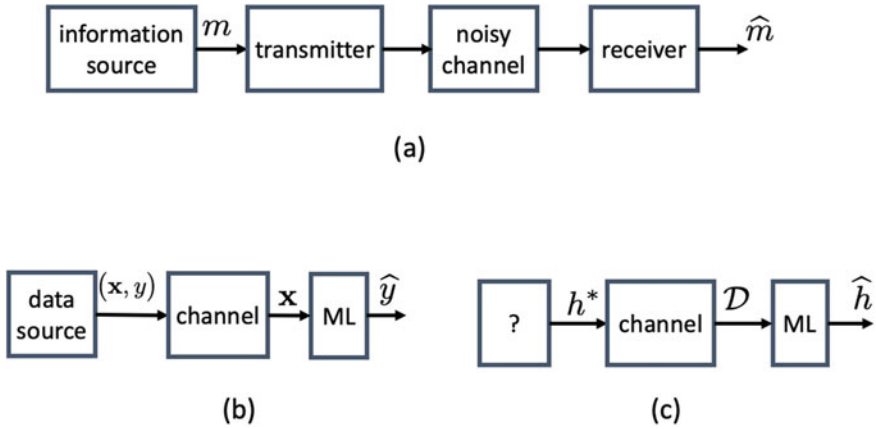 information source
m
transmitter
noisy channel
receiver
m̂
(a)
data source
(𝐱, y)
channel
𝐱
ML
ŷ
(b)
?
h*
channel
𝒟
ML
ĥ
(c)